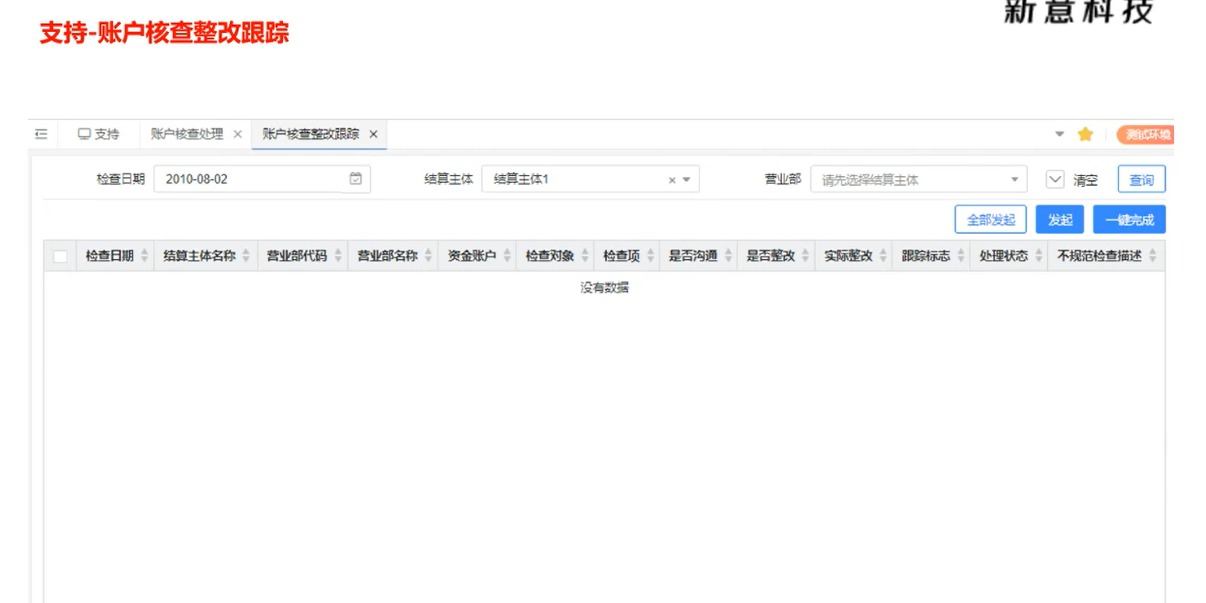 新意科技
支持-账户核查整改跟踪
支持 账户核查处理 账户核查整改跟踪 测试环境
检查日期 2010-08-02 结算主体 结算主体1 营业部 请先选择结算主体 清空 查询
全部发起 发起 一键完成
检查日期 结算主体名称 营业部代码 营业部名称 资金账户 检查对象 检查项 是否沟通 是否整改 实际整改 跟踪标志 处理状态 不规范检查描述
没有数据